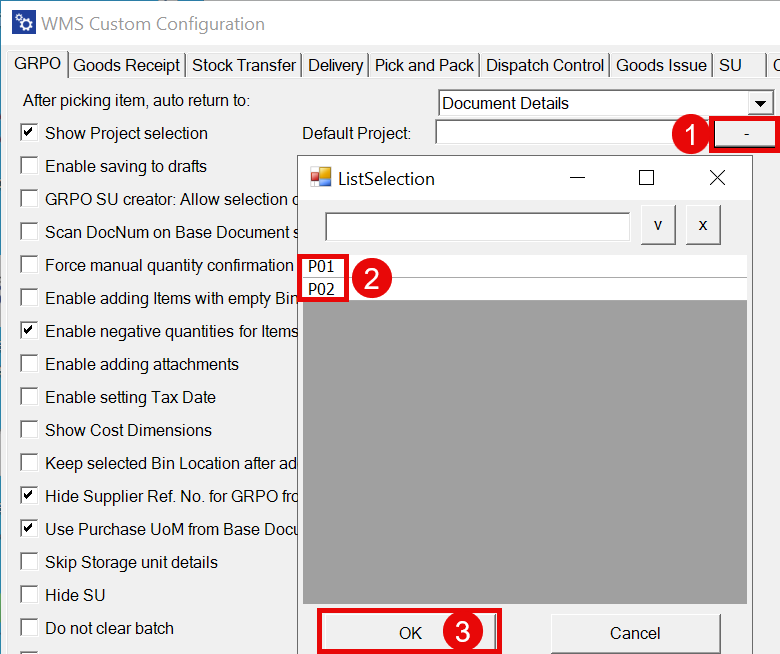 WMS Custom Configuration
GRPO Goods Receipt Stock Transfer Delivery Pick and Pack Dispatch Control Goods Issue SU
After picking item, auto return to: Document Details
Show Project selection Default Project: 1 -
Enable saving to drafts
ListSelection
GRPO SU creator: Allow selection
v x
Scan DocNum on Base Document
Force manual quantity confirmation
P01
2
P02
Enable adding Items with empty Bin
Enable negative quantities for Items
Enable adding attachments
Enable setting Tax Date
Show Cost Dimensions
Keep selected Bin Location after ad
Hide Supplier Ref. No. for GRPO fro
Use Purchase UoM from Base Docu
Skip Storage unit details
Hide SU
Do not clear batch
OK 3 Cancel